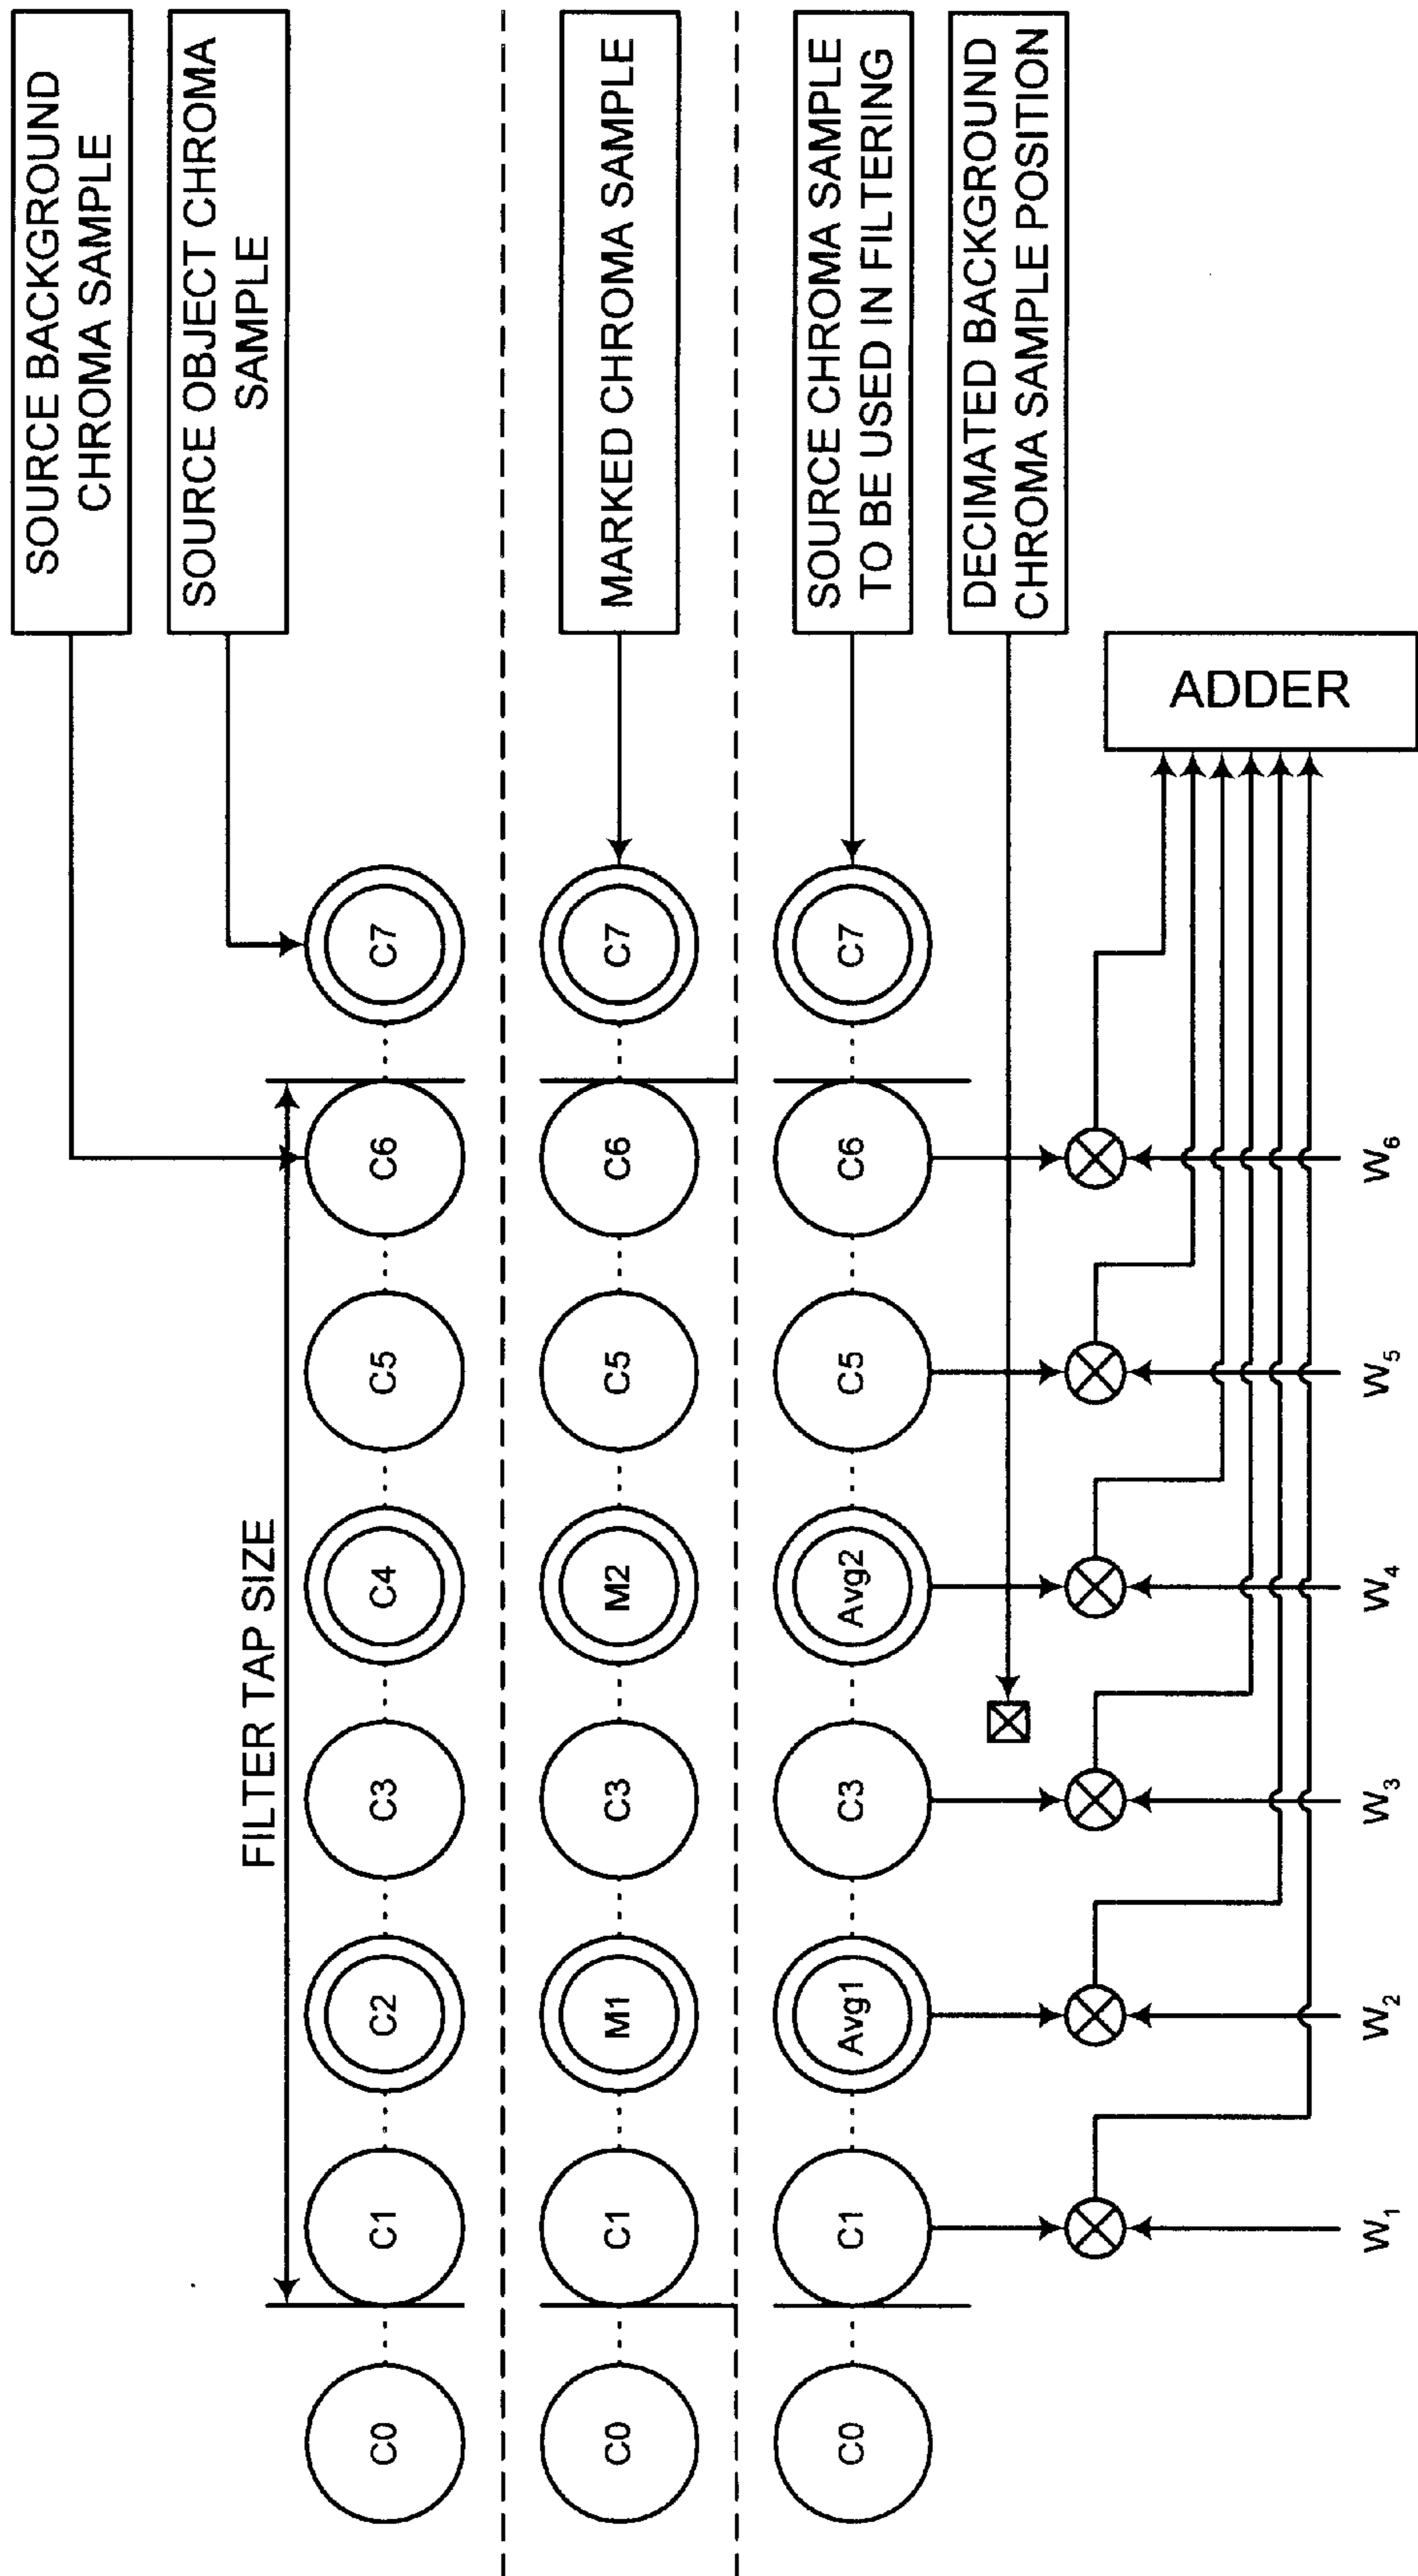 SOURCE BACKGROUND
CHROMA SAMPLE
SOURCE OBJECT CHROMA
SAMPLE
FILTER TAP SIZE
C0 C1 C2 C3 C4 C5 C6 C7
MARKED CHROMA SAMPLE
C0 C1 M1 C3 M2 C5 C6 C7
SOURCE CHROMA SAMPLE
TO BE USED IN FILTERING
C0 C1 Avg1 C3 Avg2 C5 C6 C7
DECIMATED BACKGROUND
CHROMA SAMPLE POSITION
ADDER
W1 W2 W3 W4 W5 W6